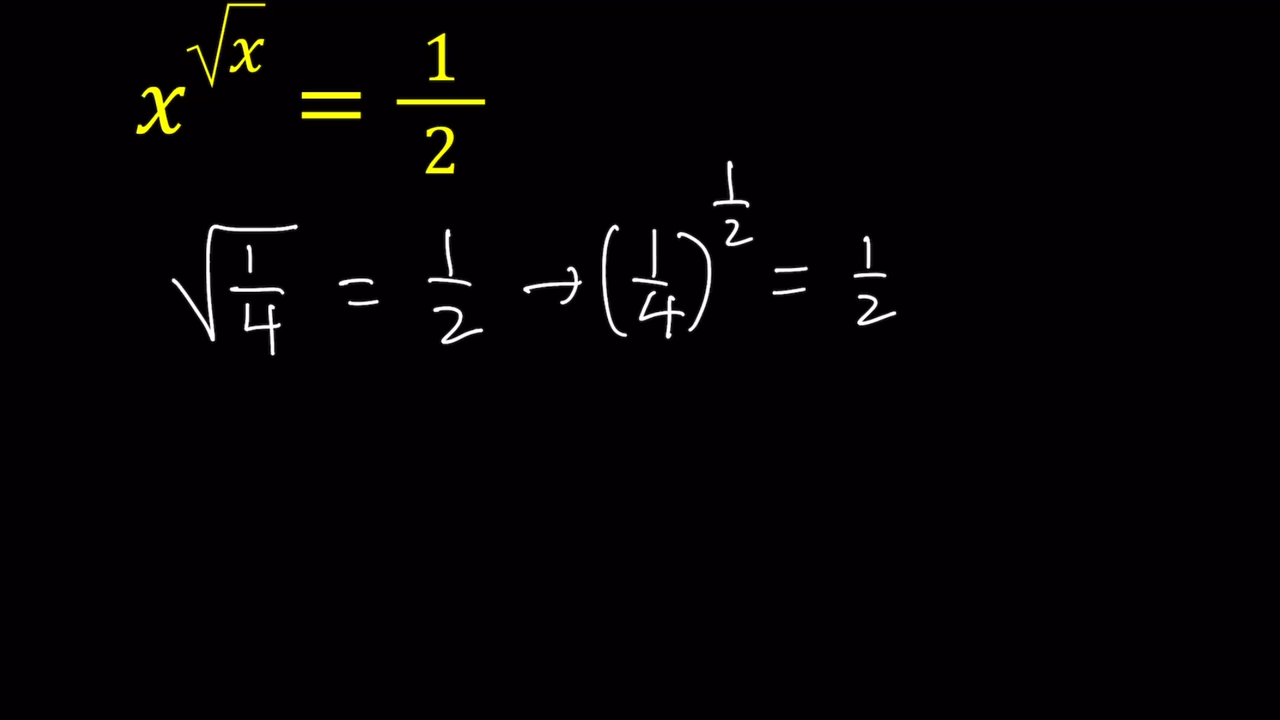 x^√x = 1/2
√(1/4) = 1/2 → (1/4)^(1/2) = 1/2